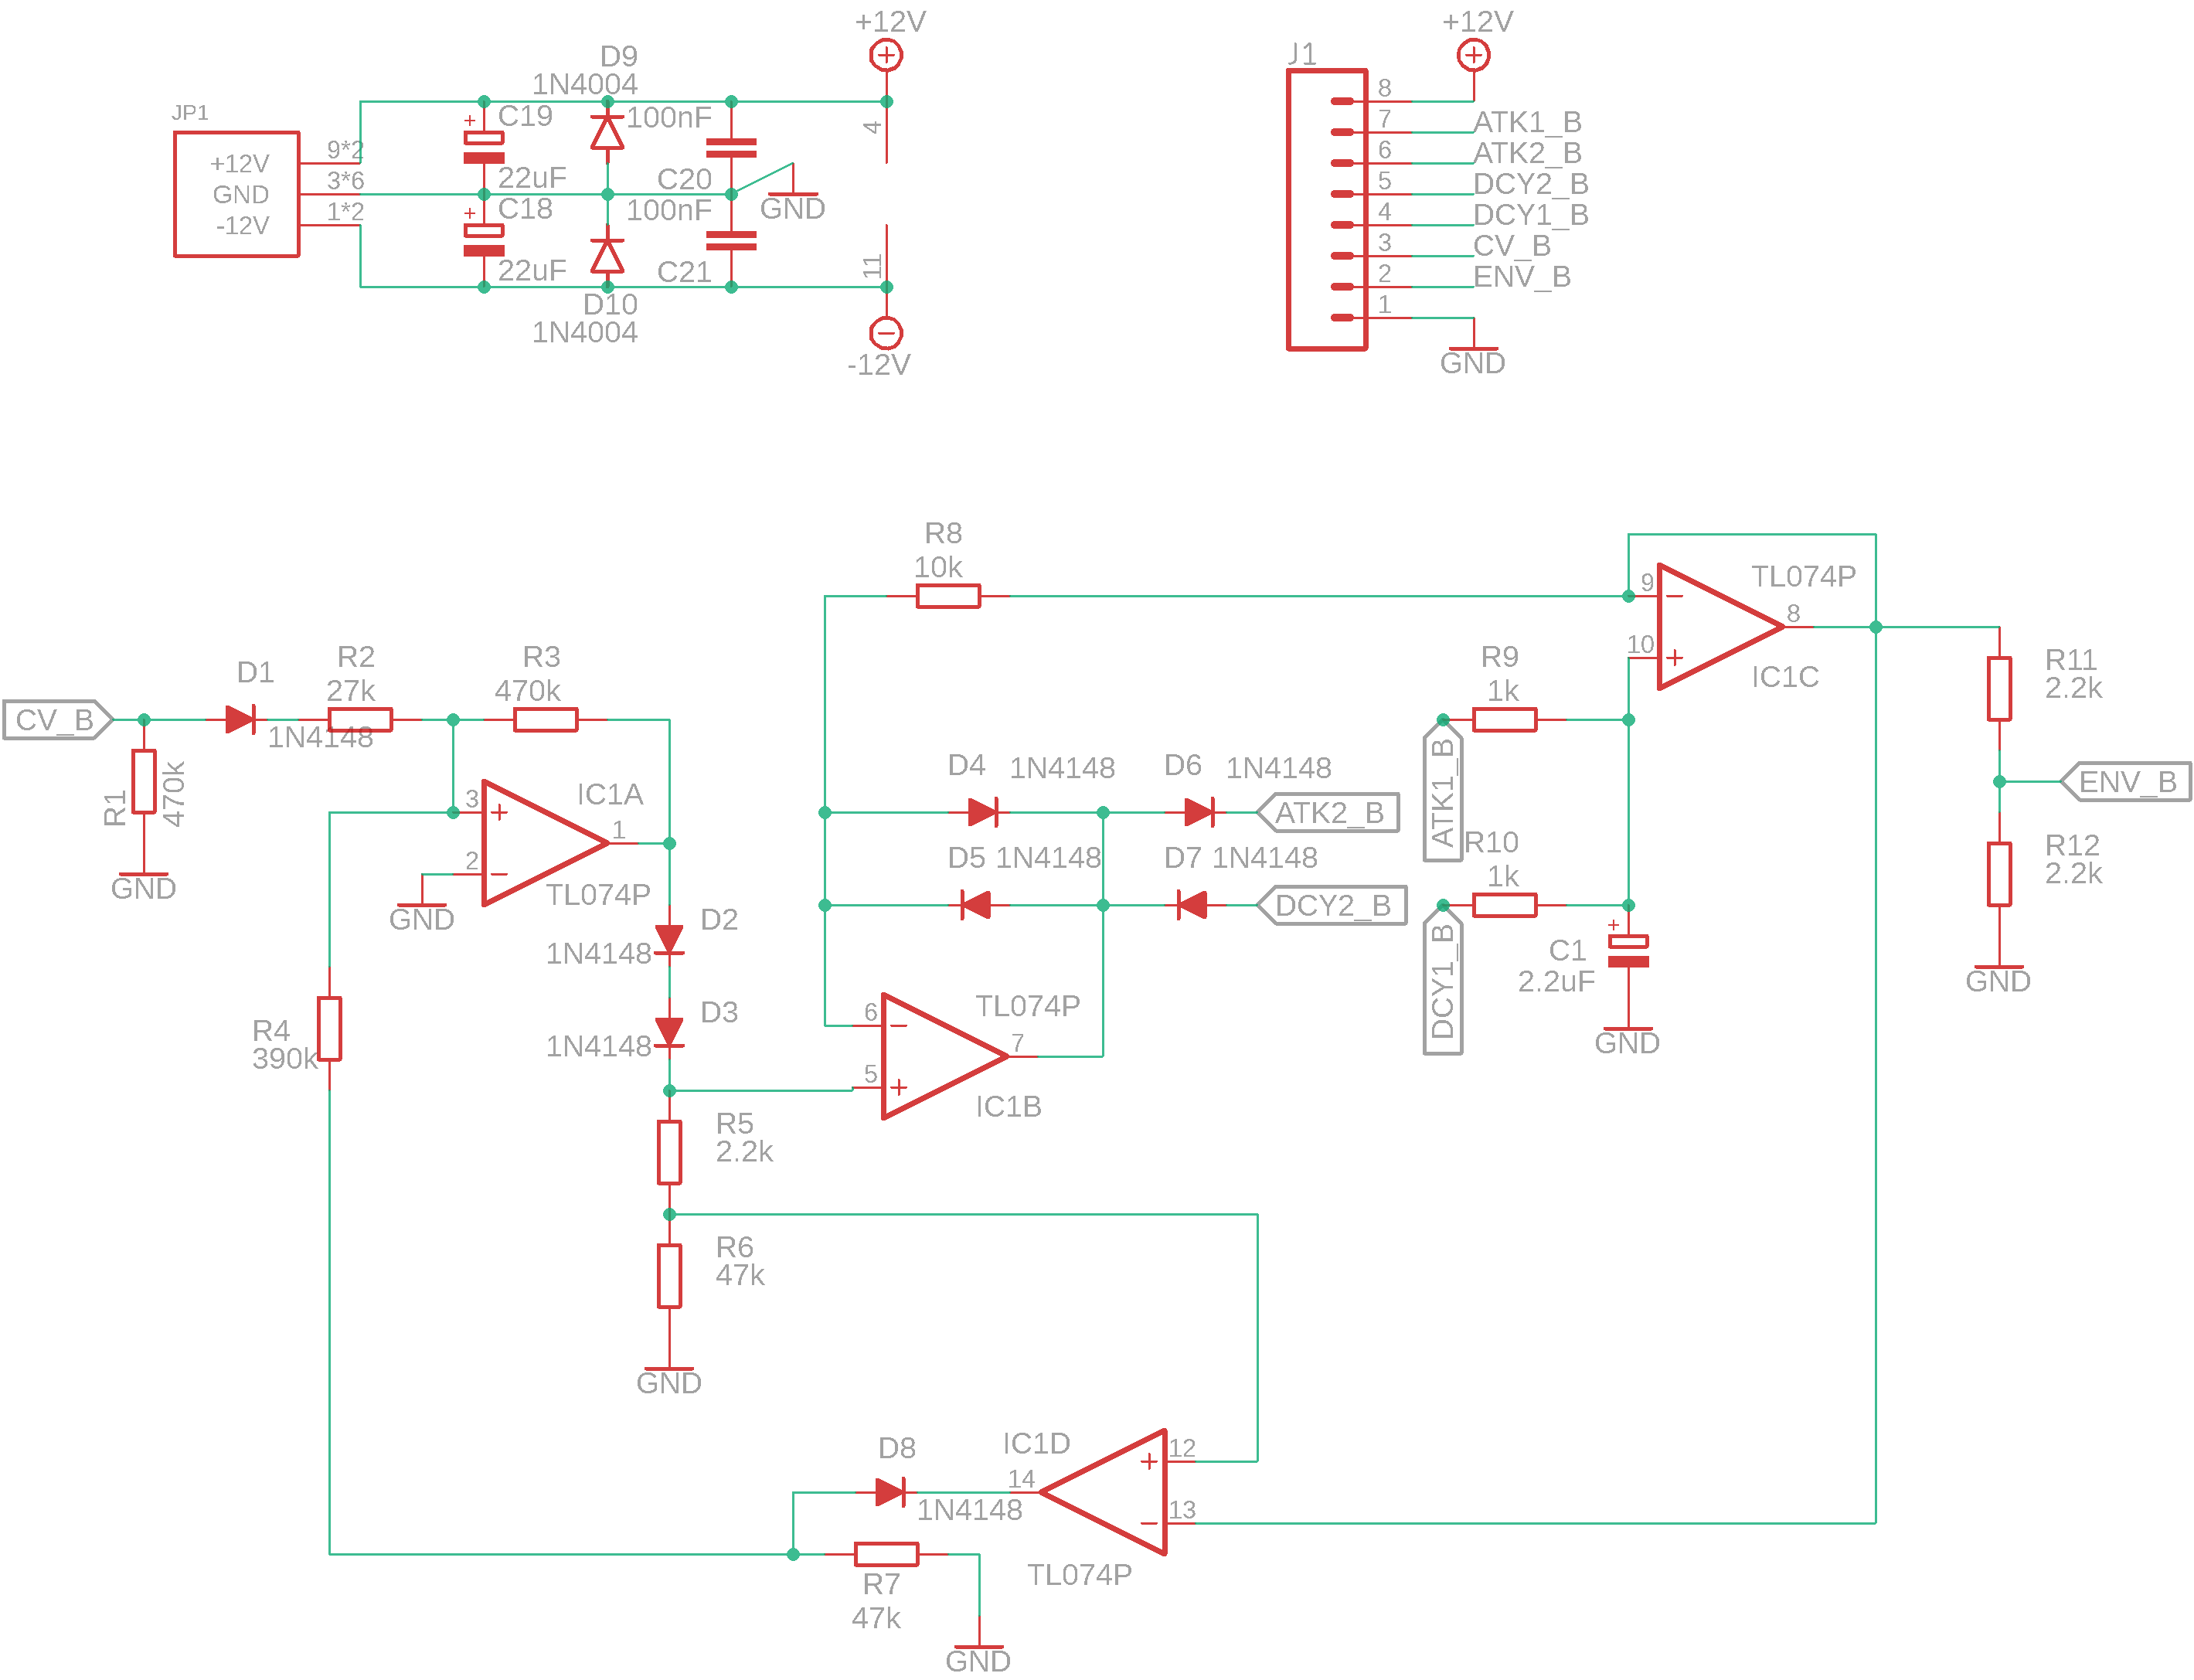 +12V
+12V
D9
1N4004
J1
JP1
C19
100nF
+
4
8
7
ATK1_B
+12V
9*2
6
ATK2_B
GND
3*6
22uF
C20
5
DCY2_B
-12V
1*2
C18
100nF
GND
4
DCY1_B
+
3
CV_B
22uF
C21
11
2
ENV_B
D10
1
1N4004
-12V
GND
R8
10k
TL074P
9
8
10
IC1C
D1
R2
27k
R3
470k
R9
1k
R11
2.2k
CV_B
1N4148
R1
470k
GND
IC1A
3
1
2
TL074P
GND
D4
1N4148
D6
1N4148
ATK2_B
ATK1_B
ENV_B
D5
1N4148
D7
1N4148
DCY2_B
R10
1k
R12
2.2k
GND
D2
1N4148
DCY1_B
+
C1
2.2uF
GND
D3
1N4148
TL074P
6
7
5
IC1B
R4
390k
R5
2.2k
R6
47k
GND
IC1D
12
14
13
D8
1N4148
TL074P
R7
47k
GND